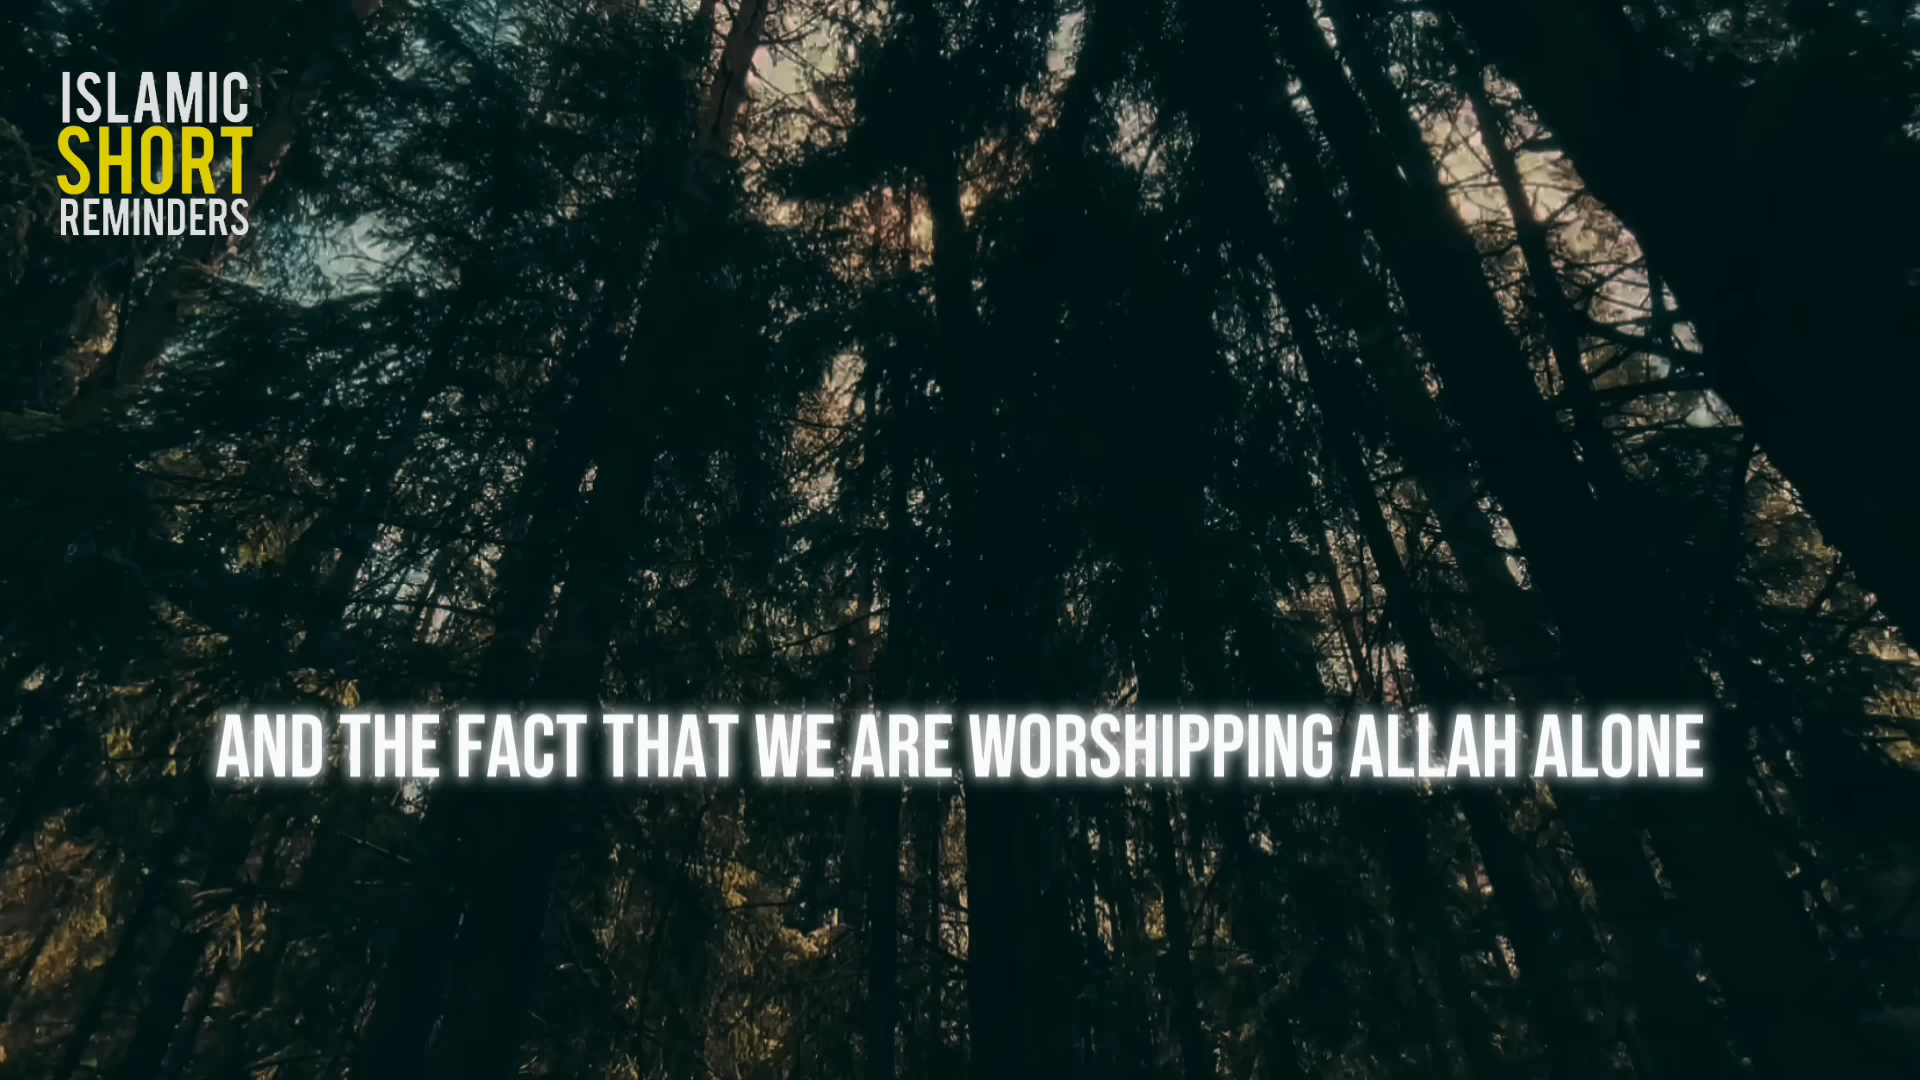 ISLAMIC
SHORT
REMINDERS
AND THE FACT THAT WE ARE WORSHIPPING ALLAH ALONE